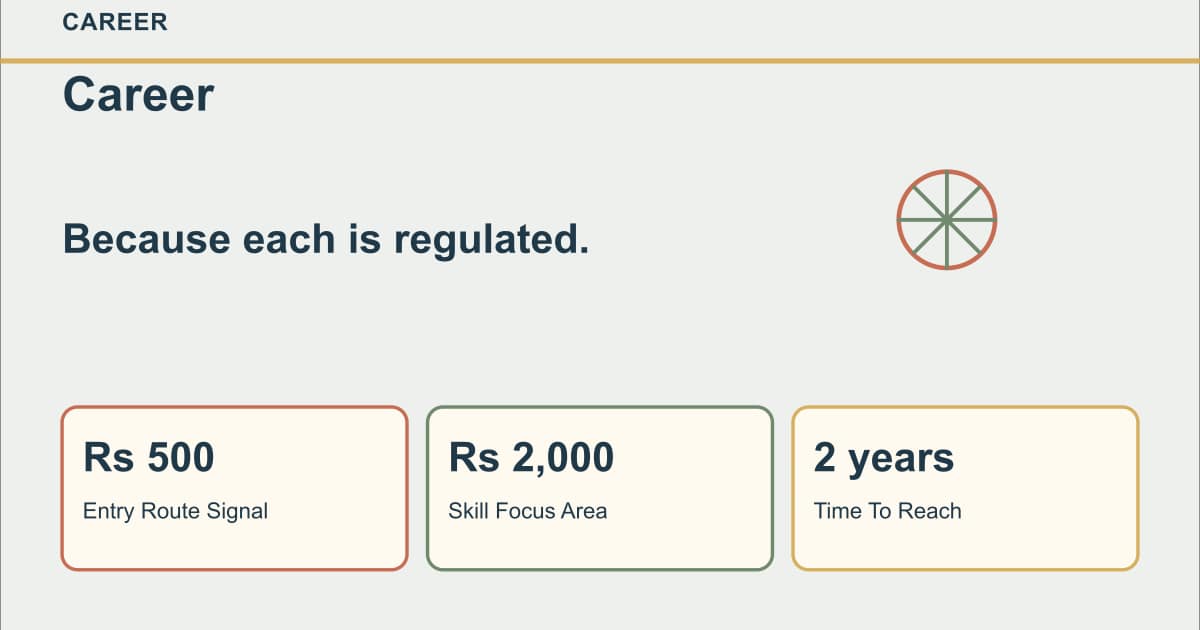 CAREER
Career
Because each is regulated.
Rs 500
Entry Route Signal
Rs 2,000
Skill Focus Area
2 years
Time To Reach